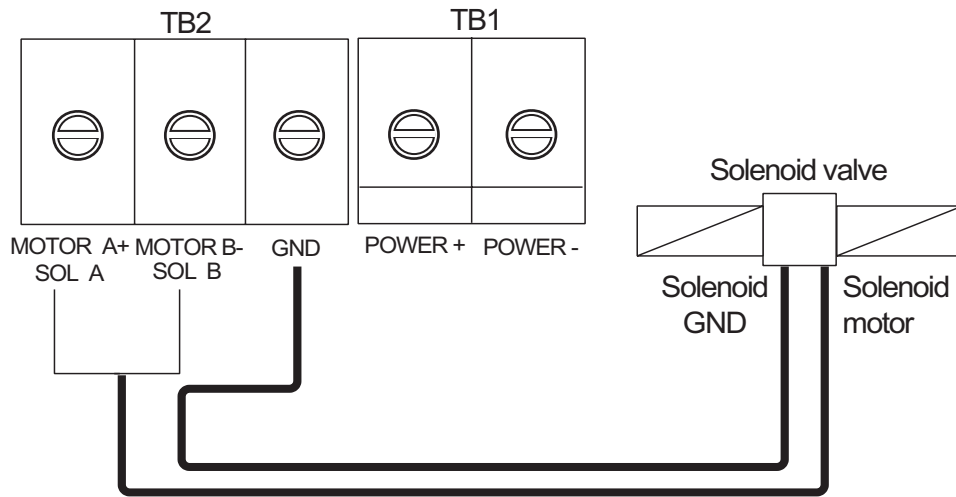 TB2
TB1
MOTOR A+
SOL A
MOTOR B-
SOL B
GND
POWER +
POWER -
Solenoid valve
Solenoid
GND
Solenoid
motor